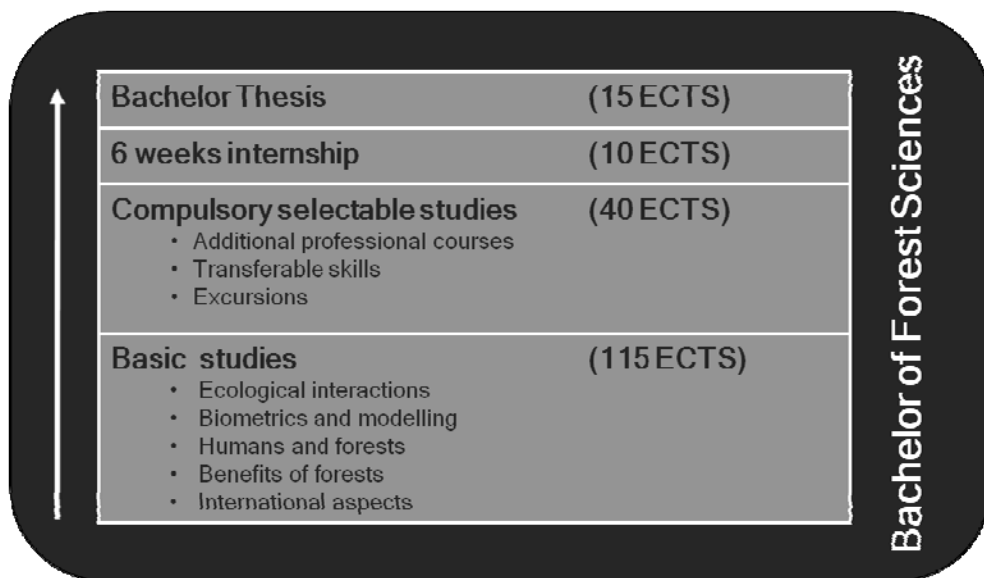 Bachelor Thesis (15 ECTS)
6 weeks internship (10 ECTS)
Compulsory selectable studies (40 ECTS)
• Additional professional courses
• Transferable skills
• Excursions
Basic studies (115 ECTS)
• Ecological interactions
• Biometrics and modelling
• Humans and forests
• Benefits of forests
• International aspects
Bachelor of Forest Sciences